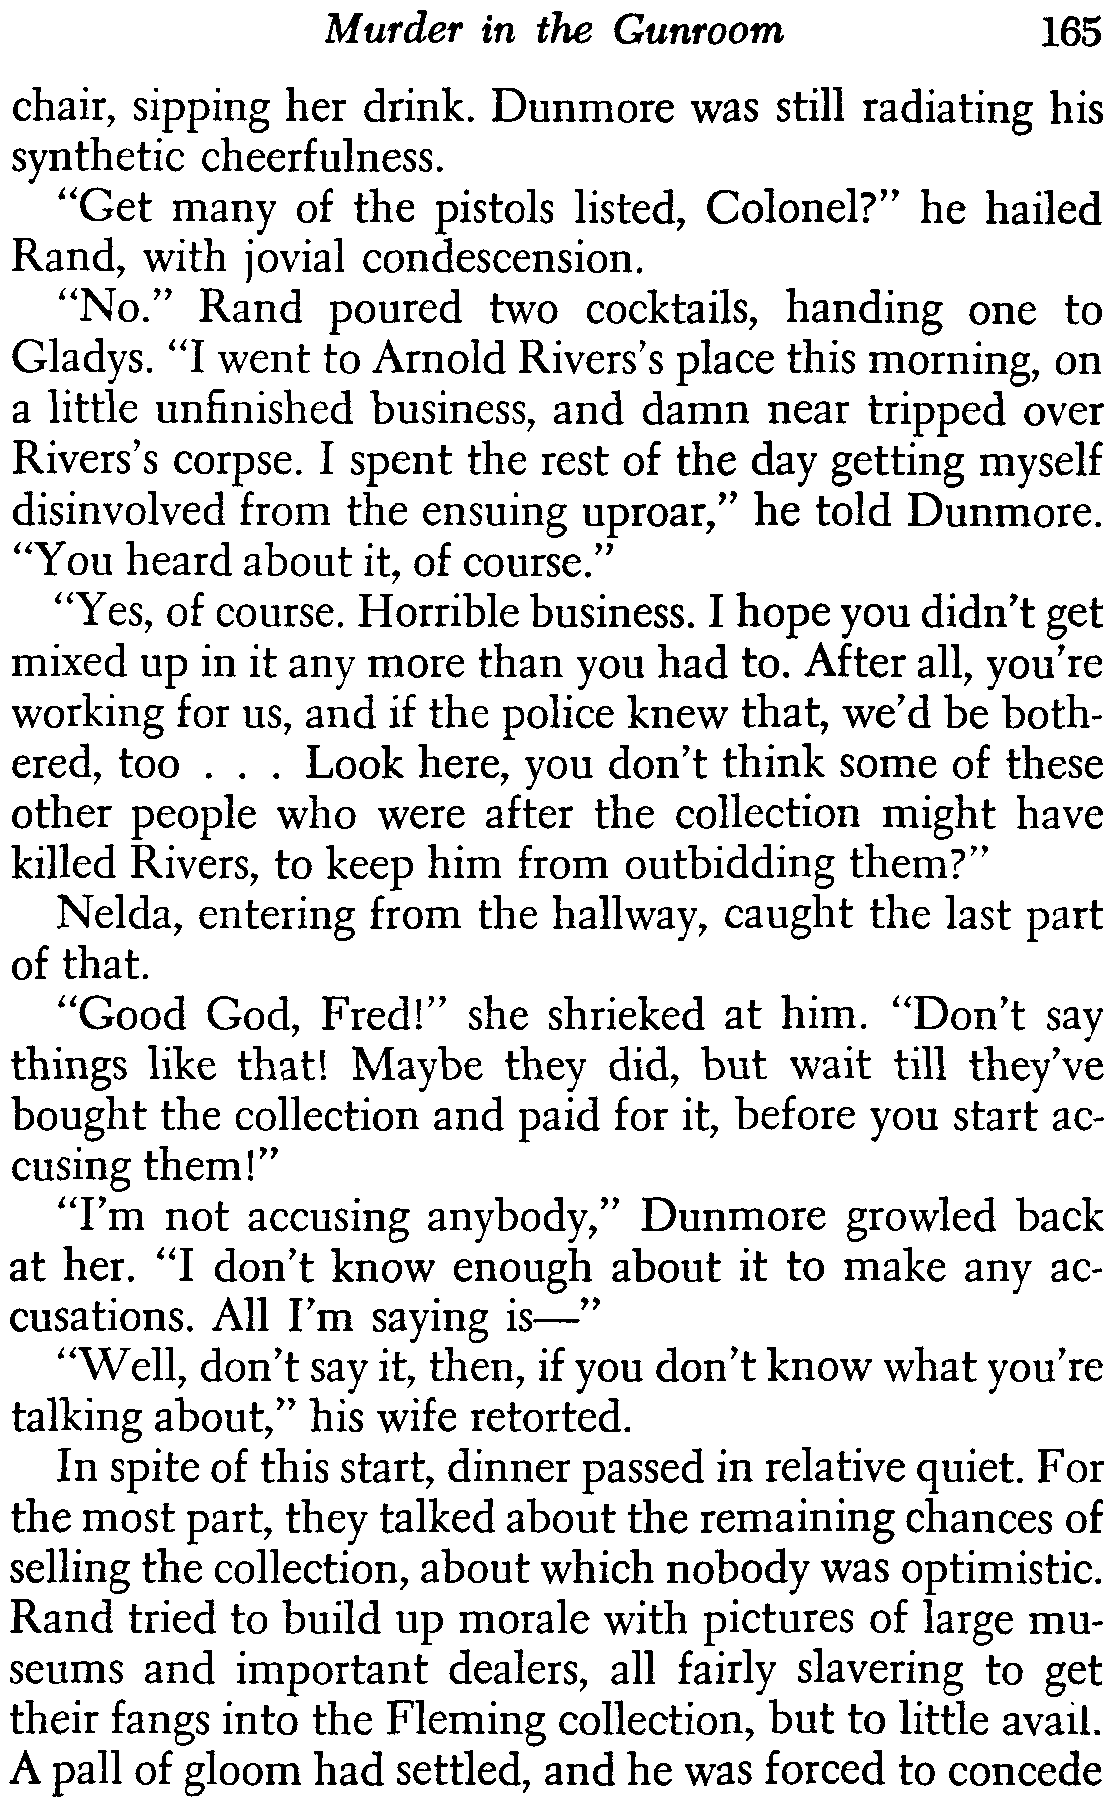 Murder in the Gunroom 165
chair, sipping her drink. Dunmore was still radiating his
synthetic cheerfulness.
"Get many of the pistols listed, Colonel?" he hailed
Rand, with jovial condescension.
"No." Rand poured two cocktails, handing one to
Gladys. "I went to Arnold Rivers's place this morning, on
a little unfinished business, and damn near tripped over
Rivers's corpse. I spent the rest of the day getting myself
disinvolved from the ensuing uproar," he told Dunmore.
"You heard about it, of course."
"Yes, of course. Horrible business. I hope you didn't get
mixed up in it any more than you had to. After all, you're
working for us, and if the police knew that, we'd be both-
ered, too . . . Look here, you don't think some of these
other people who were after the collection might have
killed Rivers, to keep him from outbidding them?"
Nelda, entering from the hallway, caught the last part
of that.
"Good God, Fred!" she shrieked at him. "Don't say
things like that! Maybe they did, but wait till they've
bought the collection and paid for it, before you start ac-
cusing them!"
"I'm not accusing anybody," Dunmore growled back
at her. "I don't know enough about it to make any ac-
cusations. All I'm saying is—"
"Well, don't say it, then, if you don't know what you're
talking about," his wife retorted.
In spite of this start, dinner passed in relative quiet. For
the most part, they talked about the remaining chances of
selling the collection, about which nobody was optimistic.
Rand tried to build up morale with pictures of large mu-
seums and important dealers, all fairly slavering to get
their fangs into the Fleming collection, but to little avail.
A pall of gloom had settled, and he was forced to concede